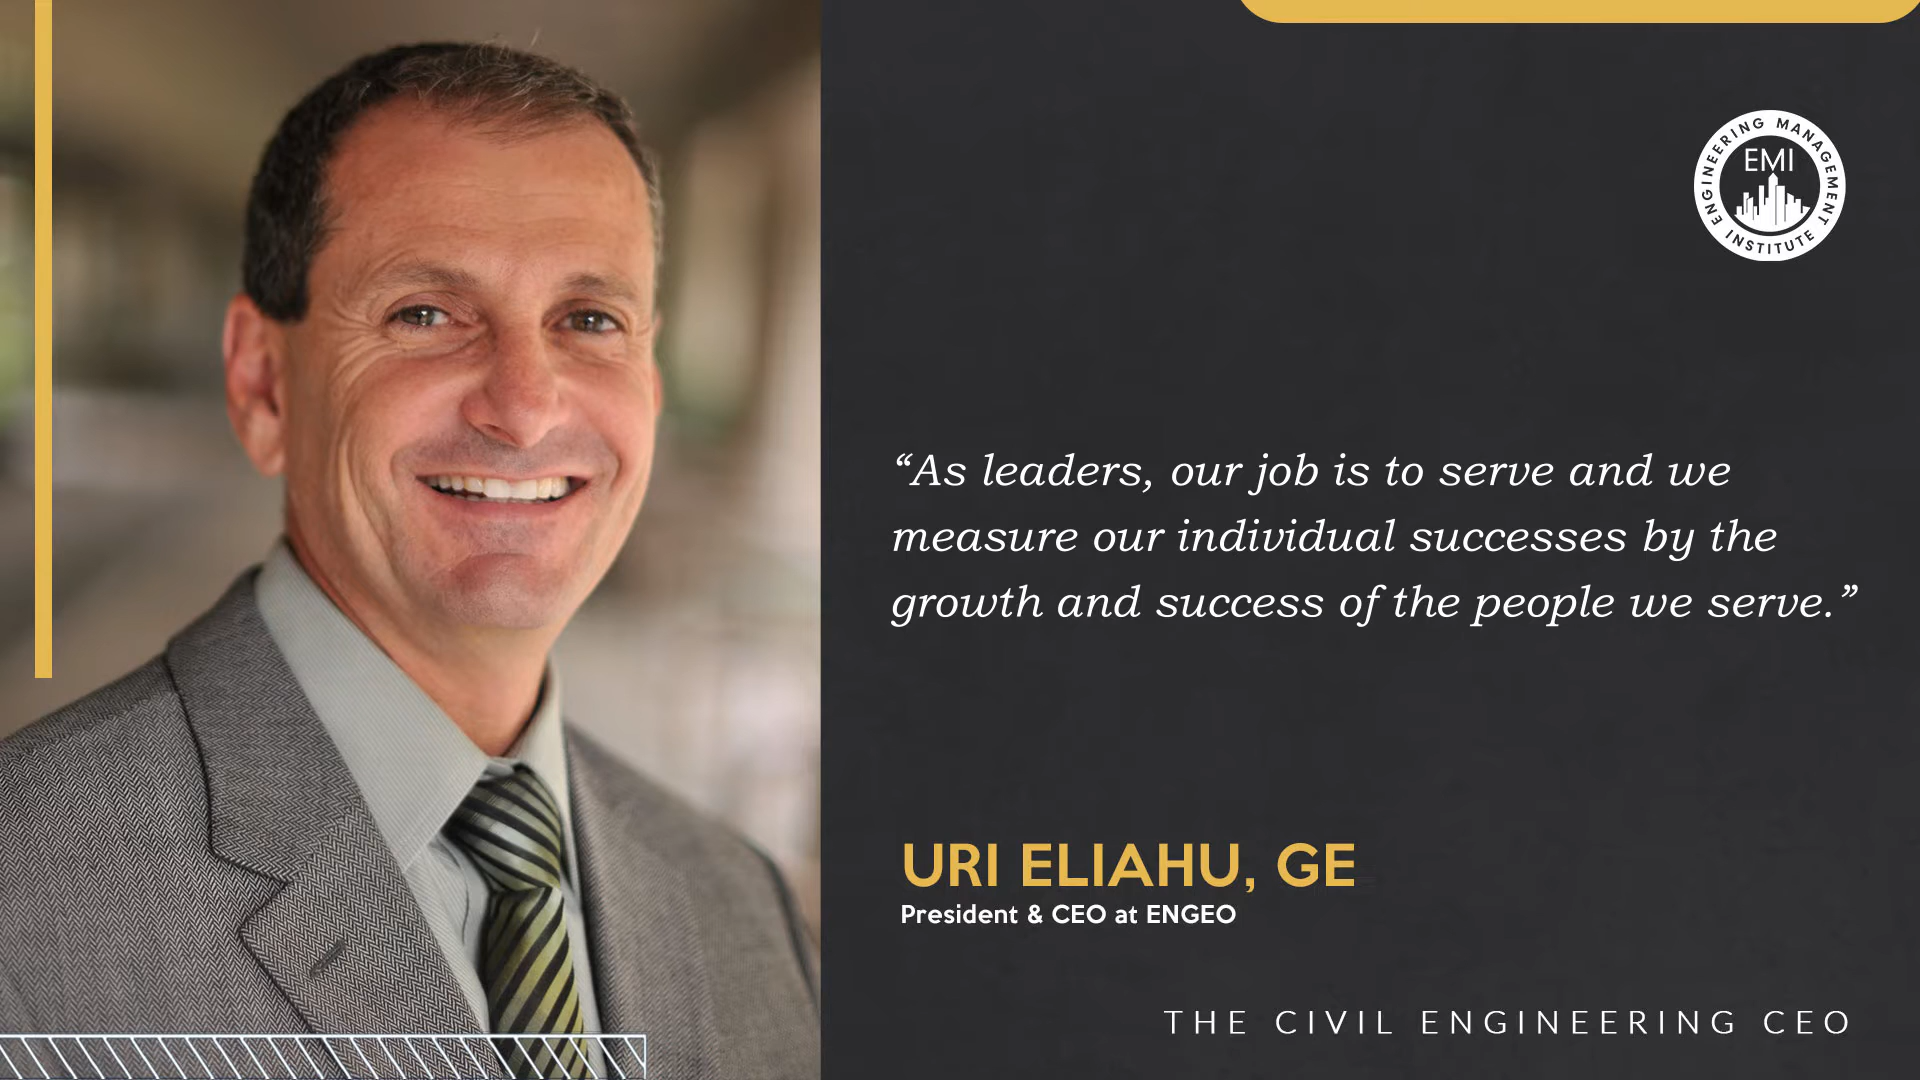 ENGINEERING MANAGEMENT
EMI
INSTITUTE
“As leaders, our job is to serve and we
measure our individual successes by the
growth and success of the people we serve.”
URI ELIAHU, GE
President & CEO at ENGEO
THE CIVIL ENGINEERING CEO